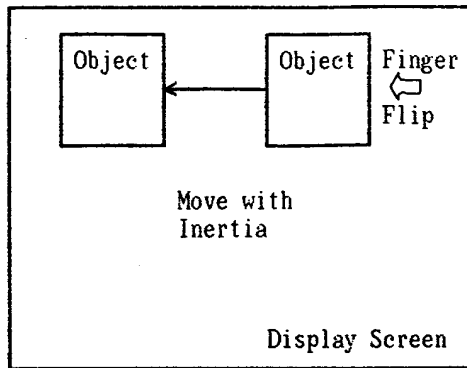 Object
Object
Finger
Flip
Move with
Inertia
Display Screen